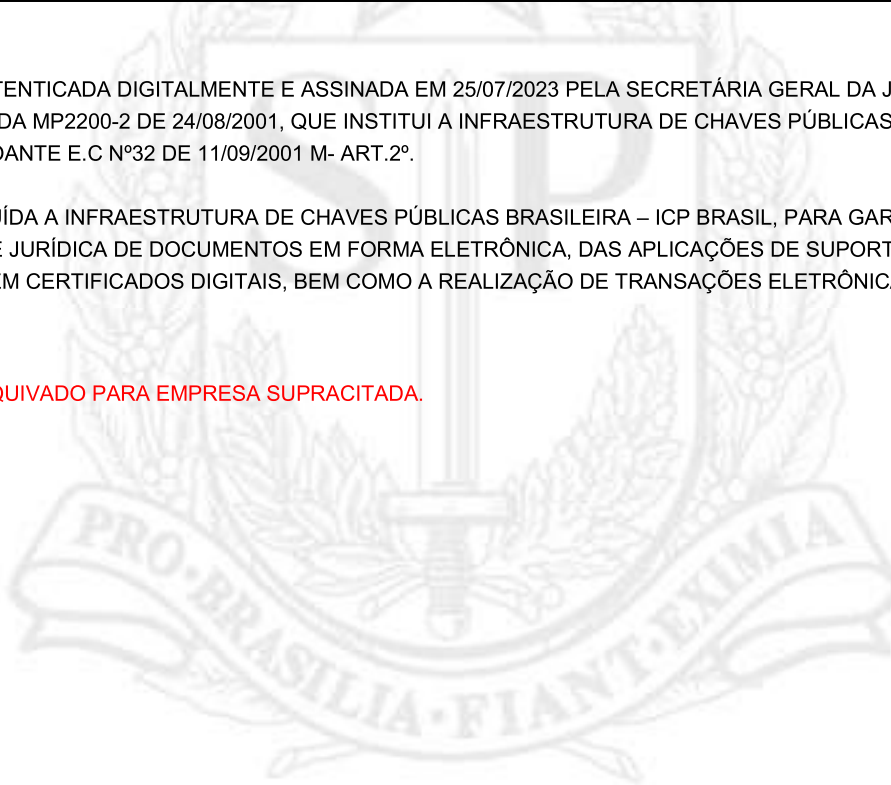 TENTICADA DIGITALMENTE E ASSINADA EM 25/07/2023 PELA SECRETÁRIA GERAL DA J
DA MP2200-2 DE 24/08/2001, QUE INSTITUI A INFRAESTRUTURA DE CHAVES PÚBLICAS
DANTE E.C Nº32 DE 11/09/2001 M- ART.2º.
UÍDA A INFRAESTRUTURA DE CHAVES PÚBLICAS BRASILEIRA – ICP BRASIL, PARA GAR
E JURÍDICA DE DOCUMENTOS EM FORMA ELETRÔNICA, DAS APLICAÇÕES DE SUPORT
EM CERTIFICADOS DIGITAIS, BEM COMO A REALIZAÇÃO DE TRANSAÇÕES ELETRÔNICA
QUIVADO PARA EMPRESA SUPRACITADA.
SP
PRO·BRASILIA·FIANT·EXIMIA